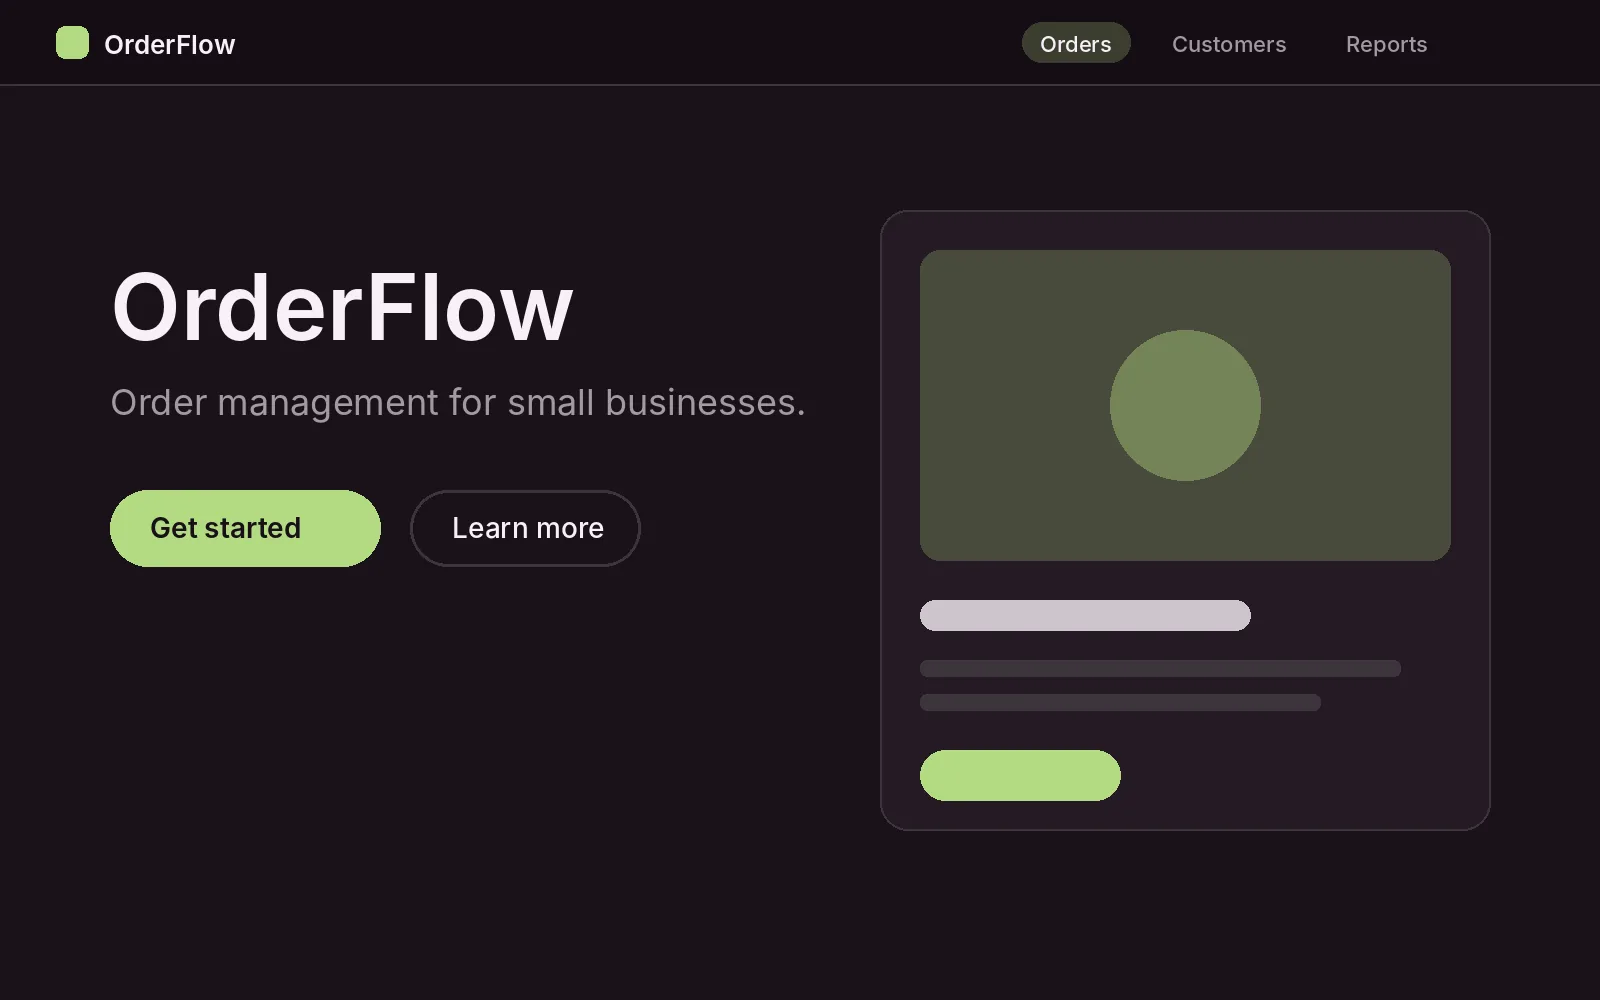 OrderFlow
Orders
Customers
Reports
OrderFlow
Order management for small businesses.
Get started
Learn more